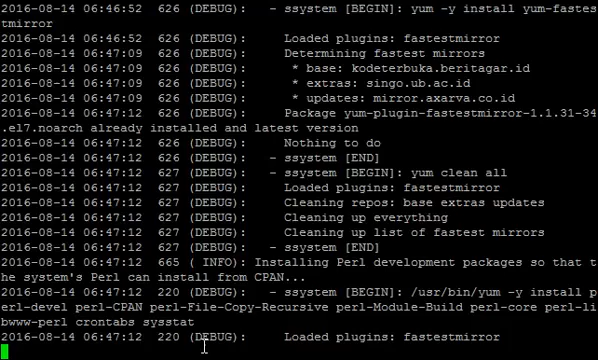 2016-08-14 06:46:52  626 (DEBUG):   - ssystem [BEGIN]: yum -y install yum-fastes
tmirror
2016-08-14 06:46:52  626 (DEBUG):     Loaded plugins: fastestmirror
2016-08-14 06:47:09  626 (DEBUG):     Determining fastest mirrors
2016-08-14 06:47:09  626 (DEBUG):      * base: kodeterbuka.beritagar.id
2016-08-14 06:47:09  626 (DEBUG):      * extras: singo.ub.ac.id
2016-08-14 06:47:09  626 (DEBUG):      * updates: mirror.axarva.co.id
2016-08-14 06:47:12  626 (DEBUG):     Package yum-plugin-fastestmirror-1.1.31-34
.el7.noarch already installed and latest version
2016-08-14 06:47:12  626 (DEBUG):     Nothing to do
2016-08-14 06:47:12  626 (DEBUG):   - ssystem [END]
2016-08-14 06:47:12  627 (DEBUG):   - ssystem [BEGIN]: yum clean all
2016-08-14 06:47:12  627 (DEBUG):     Loaded plugins: fastestmirror
2016-08-14 06:47:12  627 (DEBUG):     Cleaning repos: base extras updates
2016-08-14 06:47:12  627 (DEBUG):     Cleaning up everything
2016-08-14 06:47:12  627 (DEBUG):     Cleaning up list of fastest mirrors
2016-08-14 06:47:12  627 (DEBUG):   - ssystem [END]
2016-08-14 06:47:12  665 ( INFO): Installing Perl development packages so that t
he system's Perl can install from CPAN...
2016-08-14 06:47:12  220 (DEBUG):   - ssystem [BEGIN]: /usr/bin/yum -y install p
erl-devel perl-CPAN perl-File-Copy-Recursive perl-Module-Build perl-core perl-li
bwww-perl crontabs sysstat
2016-08-14 06:47:12  220 (DEBUG):     Loaded plugins: fastestmirror